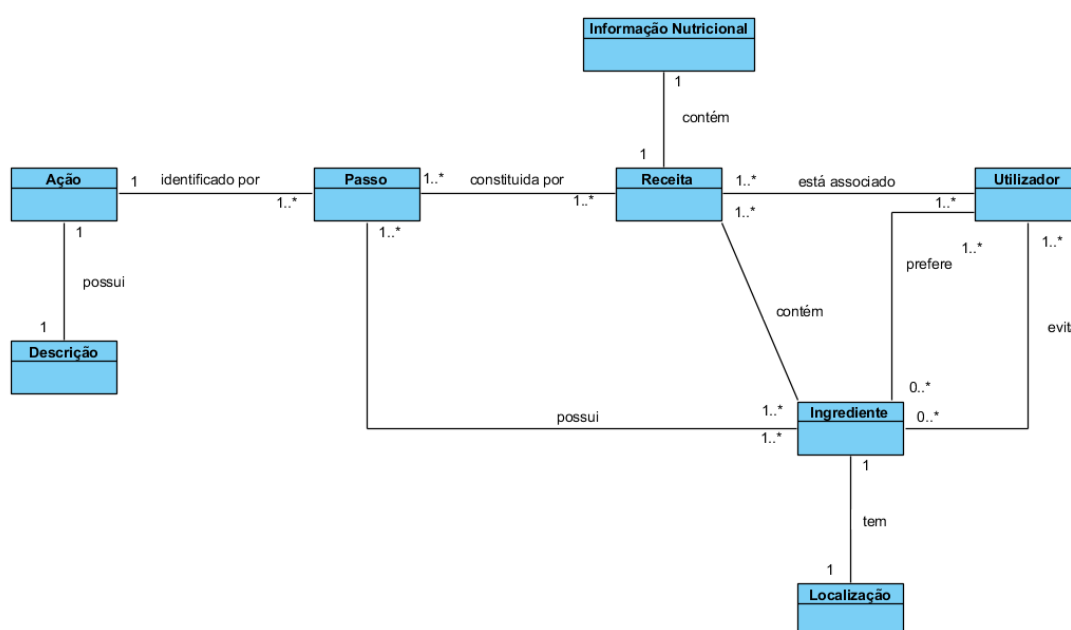 Informação Nutricional
1
contém
1
Ação
1
identificado por
1..*
Passo
1..*
constituida por
1..*
Receita
1..*
está associado
1..*
Utilizador
1
possui
1
Descrição
1..*
possui
1..*
1..*
contém
1..*
1..*
prefere
0..*
1..*
evit
0..*
Ingrediente
1
tem
1
Localização